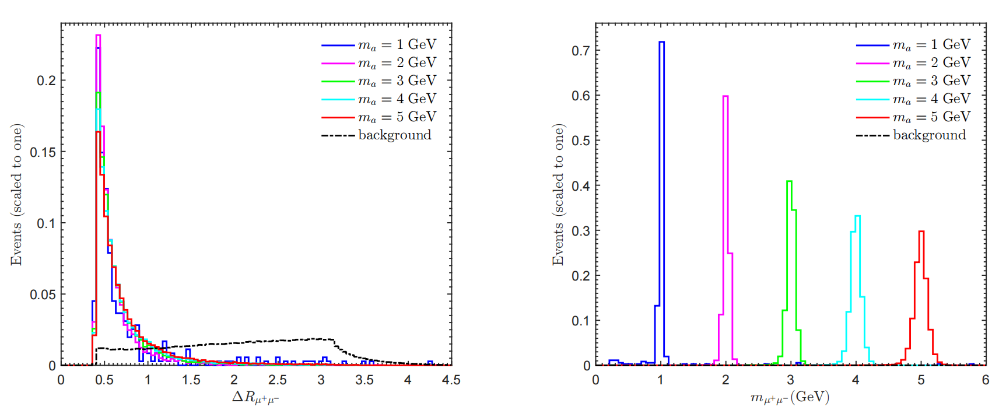 Events (scaled to one)
0.2
0.15
0.1
0.05
0
0 0.5 1 1.5 2 2.5 3 3.5 4 4.5
ΔR_{μ⁺μ⁻}
m_a = 1 GeV
m_a = 2 GeV
m_a = 3 GeV
m_a = 4 GeV
m_a = 5 GeV
background
Events (scaled to one)
0.7
0.6
0.5
0.4
0.3
0.2
0.1
0
0 1 2 3 4 5 6
m_{μ⁺μ⁻}(GeV)
m_a = 1 GeV
m_a = 2 GeV
m_a = 3 GeV
m_a = 4 GeV
m_a = 5 GeV
background